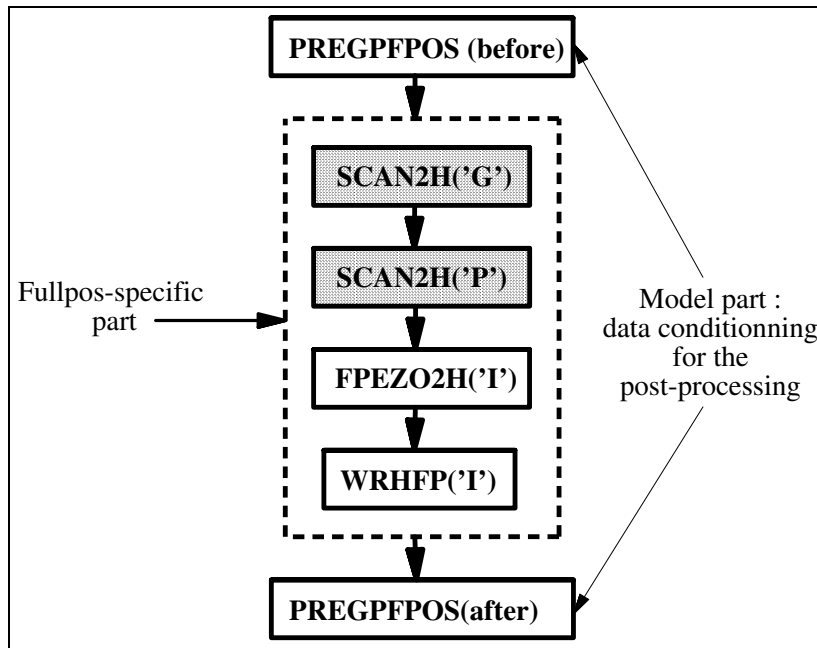 PREGPFPOS (before)
SCAN2H('G')
SCAN2H('P')
Fullpos-specific
part
Model part :
data conditionning
for the
post-processing
FPEZO2H('I')
WRHFP('I')
PREGPFPOS(after)